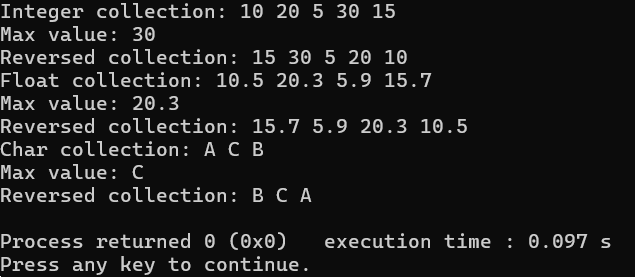 Integer collection: 10 20 5 30 15
Max value: 30
Reversed collection: 15 30 5 20 10
Float collection: 10.5 20.3 5.9 15.7
Max value: 20.3
Reversed collection: 15.7 5.9 20.3 10.5
Char collection: A C B
Max value: C
Reversed collection: B C A
Process returned 0 (0x0)   execution time : 0.097 s
Press any key to continue.